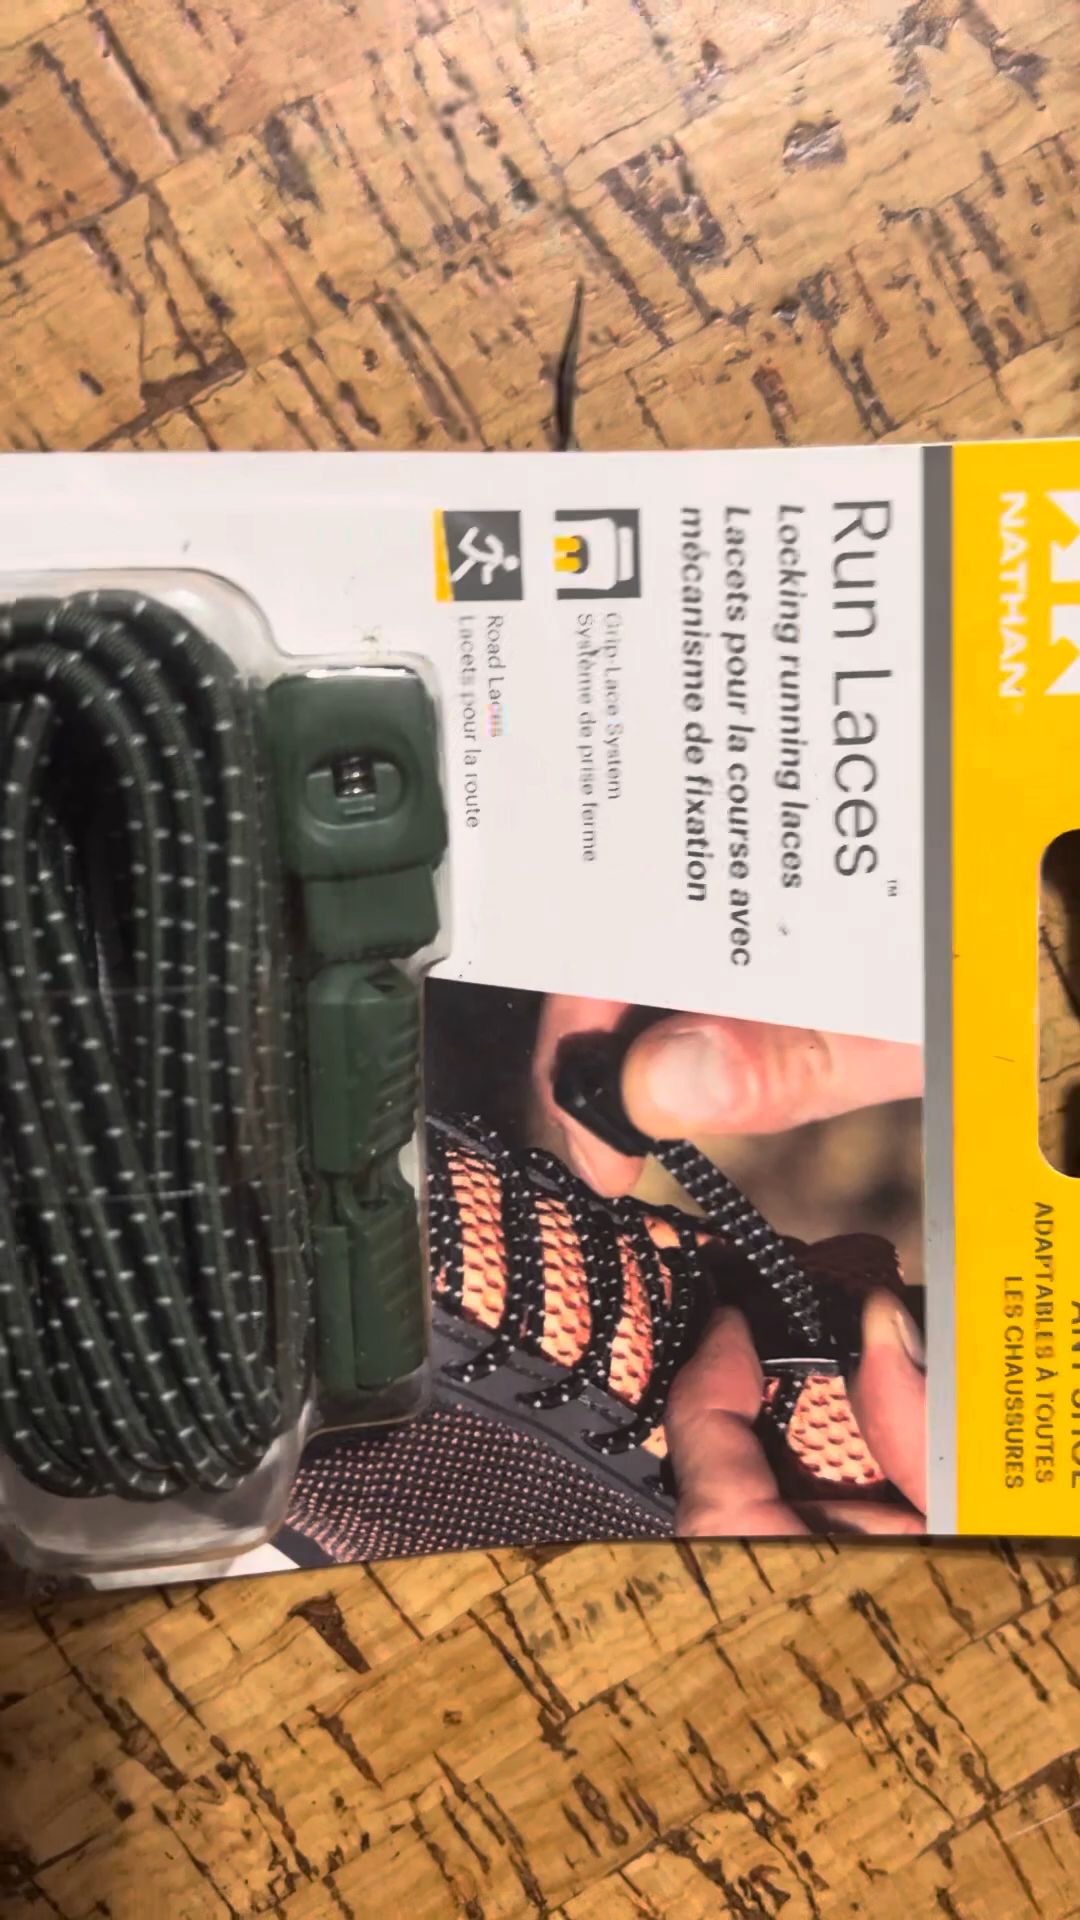 NATHAN®
ADAPTABLES À TOUTES
LES CHAUSSURES
Run Laces™
Locking running laces
Lacets pour la course avec
mécanisme de fixation
Grip-Lace System
Système de prise ferme
Road Laces
Lacets pour la route